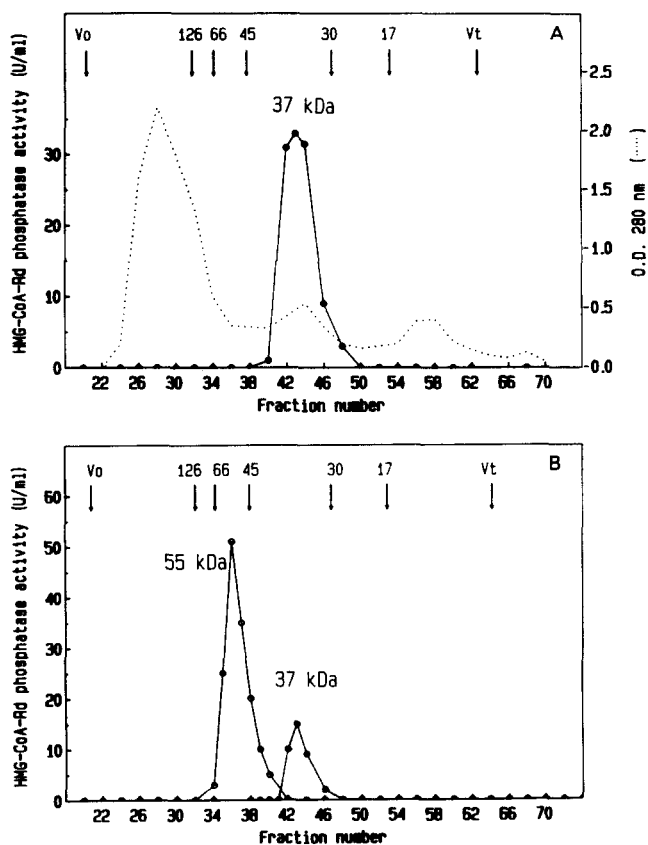 Vo 126 66 45 30 17 Vt A
37 kDa
HMG-CoA-Rd phosphatase activity (U/ml)
30
20
10
0
2.5
2.0
1.5
1.0
0.5
0.0
O.D. 280 nm (....)
22 26 30 34 38 42 46 50 54 58 62 66 70
Fraction number
Vo 126 66 45 30 17 Vt B
55 kDa
37 kDa
HMG-CoA-Rd phosphatase activity (U/ml)
60
50
40
30
20
10
0
22 26 30 34 38 42 46 50 54 58 62 66 70
Fraction number